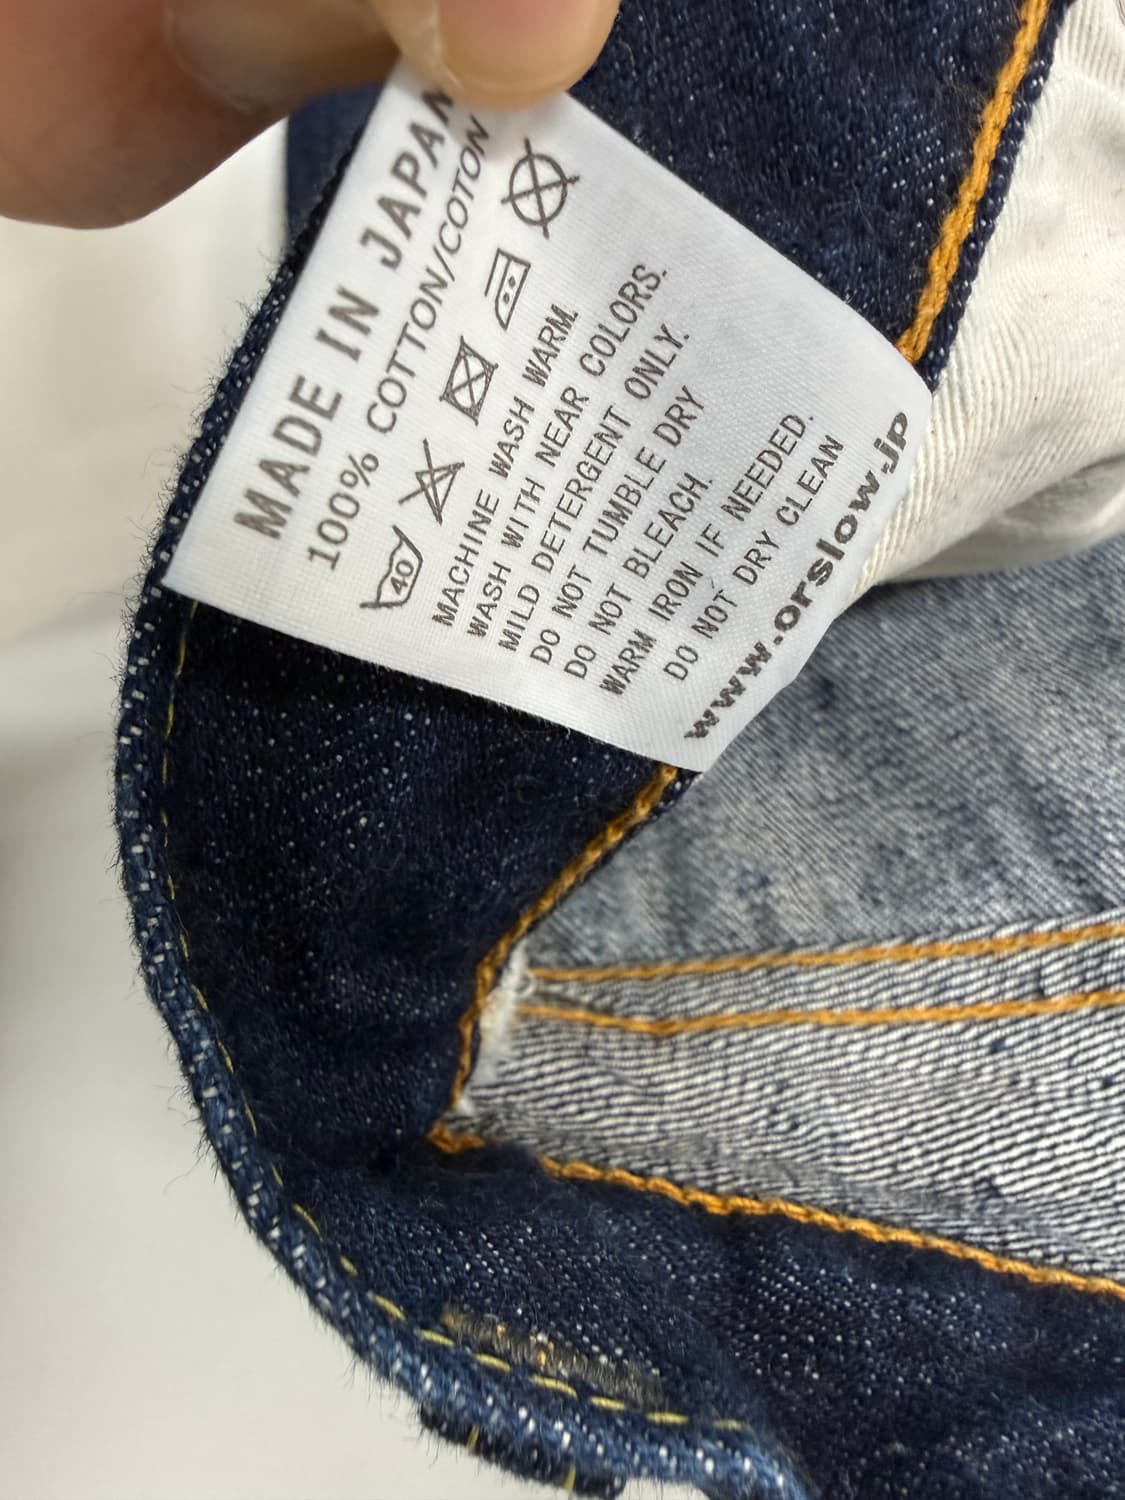 MADE IN JAPAN
100% COTTON/COTON
40
MACHINE WASH WARM.
WASH WITH NEAR COLORS.
MILD DETERGENT ONLY.
DO NOT TUMBLE DRY
DO NOT BLEACH.
WARM IRON IF NEEDED.
DO NOT DRY CLEAN
www.orslow.jp